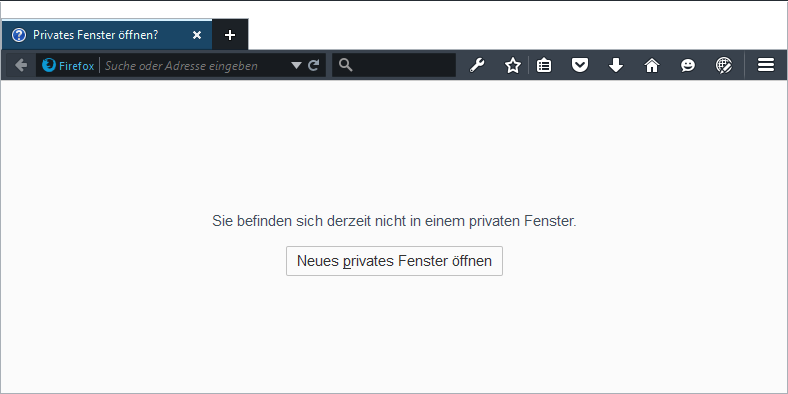 Privates Fenster öffnen?
Firefox
Suche oder Adresse eingeben
Sie befinden sich derzeit nicht in einem privaten Fenster.
Neues privates Fenster öffnen